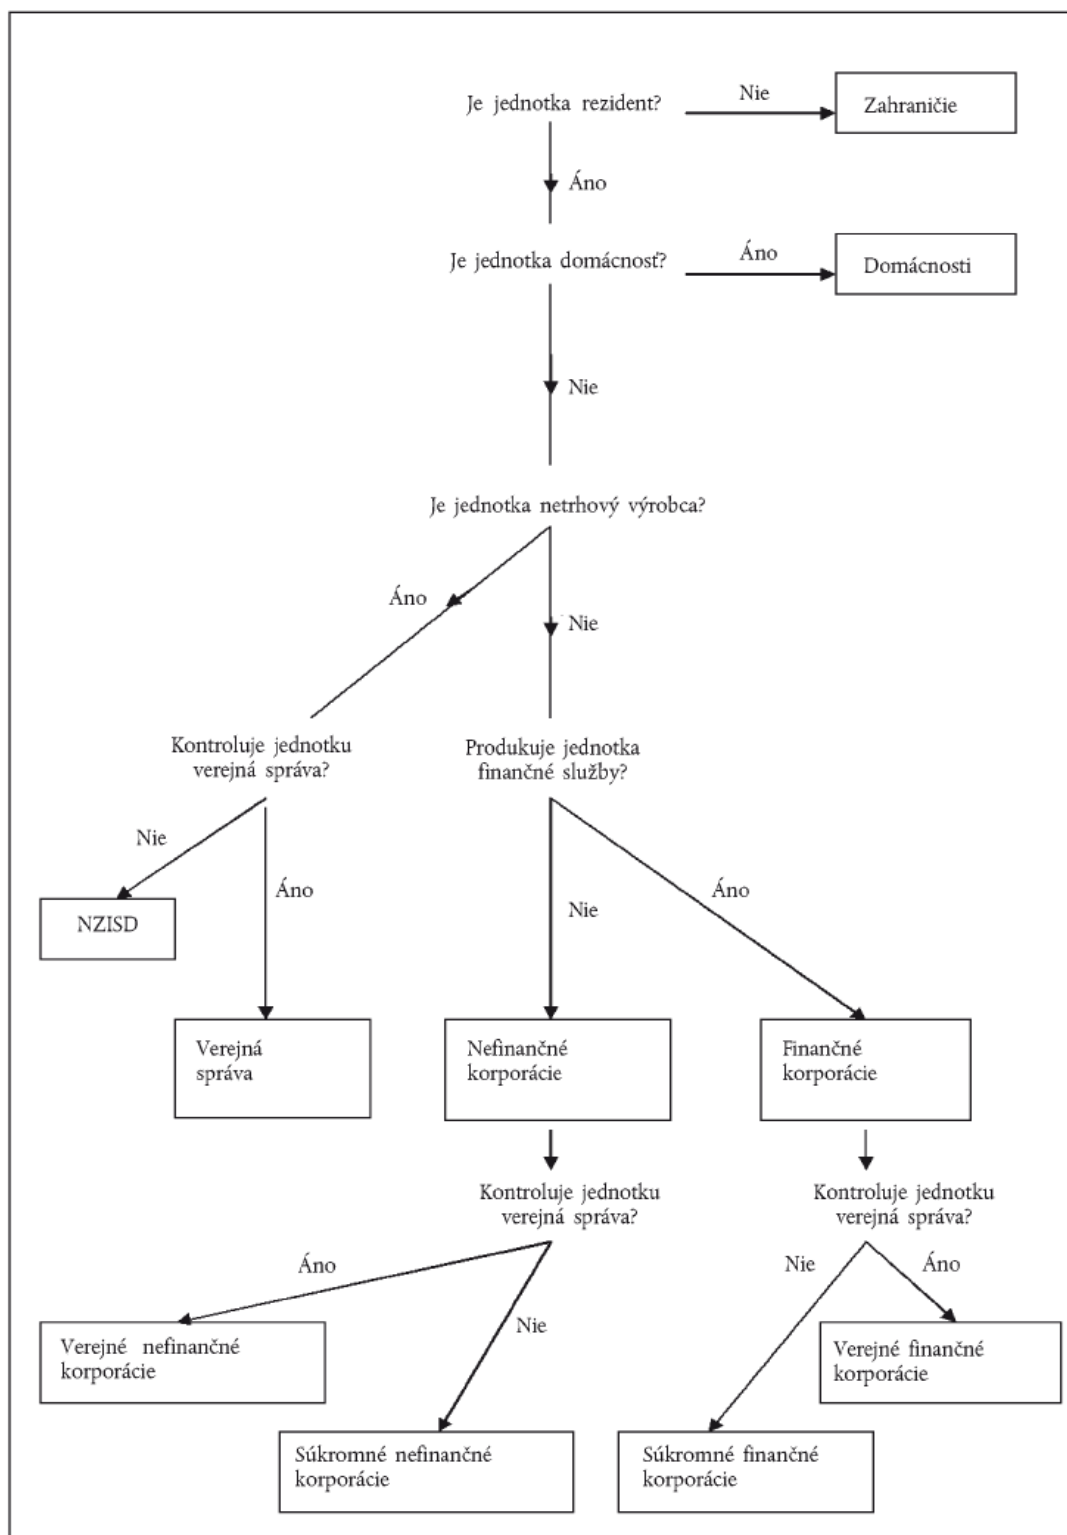 Je jednotka rezident?
Nie
Zahraničie
Áno
Je jednotka domácnosť?
Áno
Domácnosti
Nie
Je jednotka netrhový výrobca?
Áno
Nie
Kontroluje jednotku
verejná správa?
Produkuje jednotka
finančné služby?
Nie
Áno
Nie
Áno
NZISD
Verejná
správa
Nefinančné
korporácie
Finančné
korporácie
Kontroluje jednotku
verejná správa?
Kontroluje jednotku
verejná správa?
Áno
Nie
Nie
Áno
Verejné nefinančné
korporácie
Verejné finančné
korporácie
Súkromné nefinančné
korporácie
Súkromné finančné
korporácie